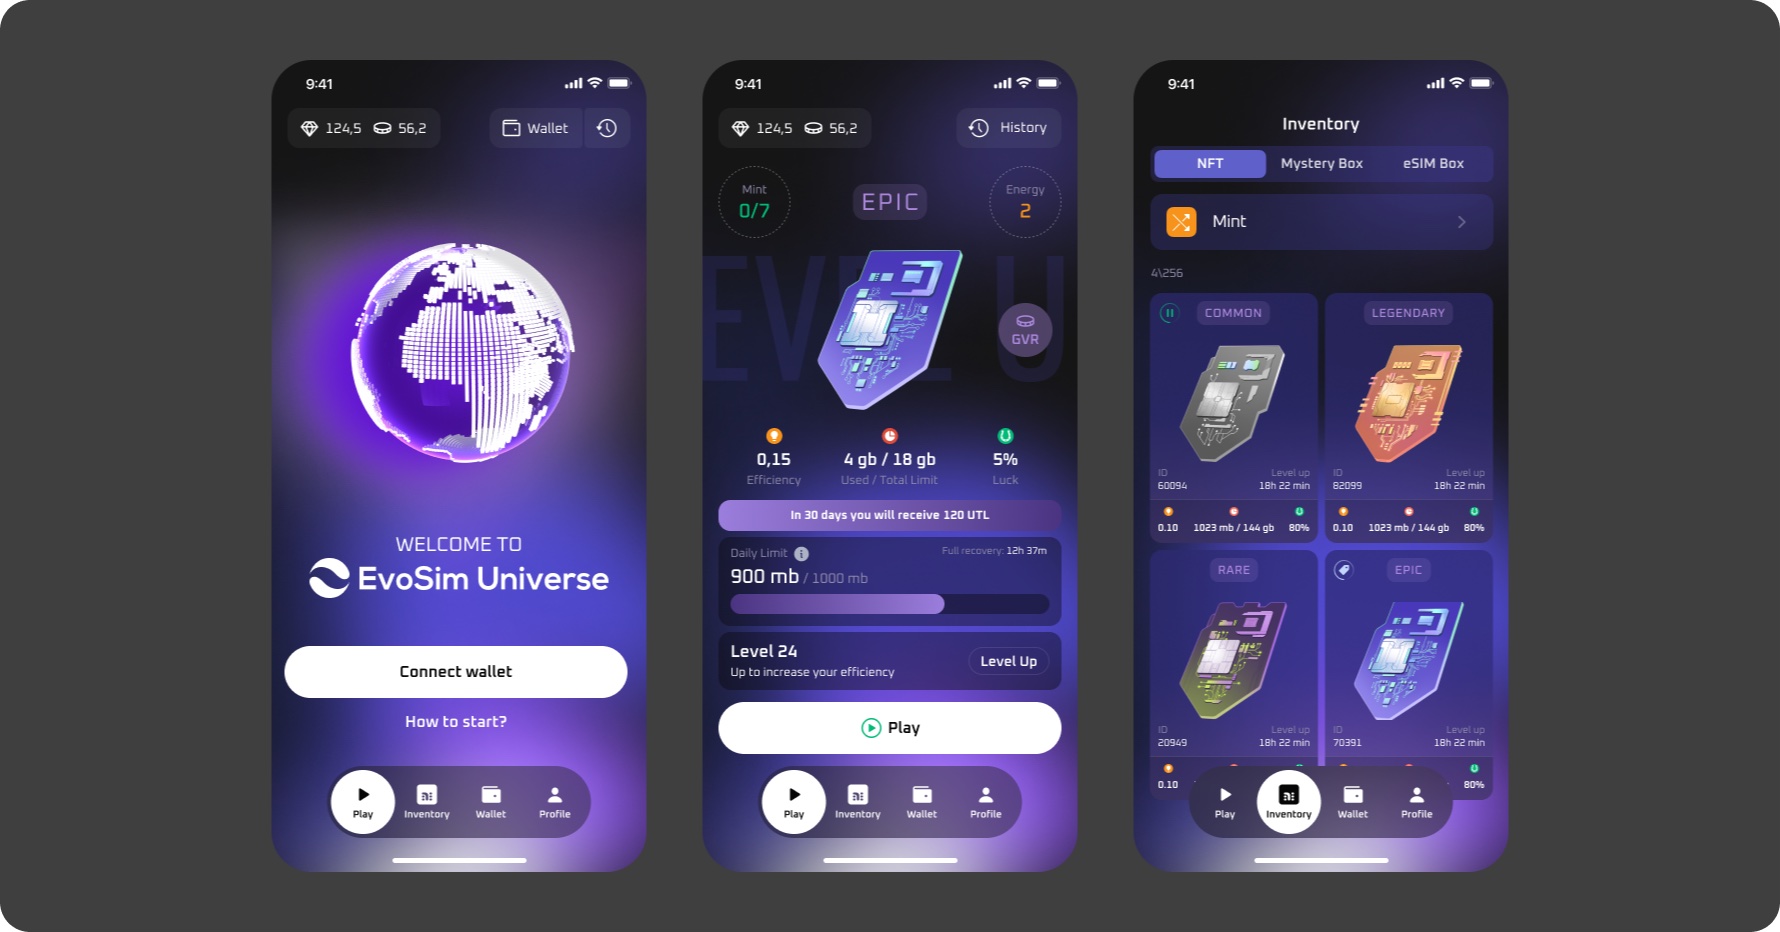 9:41
124,5 56,2 Wallet
WELCOME TO
EvoSim Universe
Connect wallet
How to start?
Play Inventory Wallet Profile
9:41
124,5 56,2 History
Mint
0/7
EPIC
Energy
2
EVEL U
GVR
0,15 4 gb / 18 gb 5%
Efficiency Used / Total Limit Luck
In 30 days you will receive 120 UTL
Daily Limit Full recovery: 12h 37m
900 mb / 1000 mb
Level 24
Up to increase your efficiency
Level Up
Play
Play Inventory Wallet Profile
9:41
Inventory
NFT Mystery Box eSIM Box
Mint
4\256
COMMON
ID Level up
60094 18h 22 min
0.10 1023 mb / 144 gb 80%
LEGENDARY
ID Level up
82099 18h 22 min
0.10 1023 mb / 144 gb 80%
RARE
ID Level up
20949 18h 22 min
0.10
EPIC
ID Level up
70391 18h 22 min
80%
Play Inventory Wallet Profile